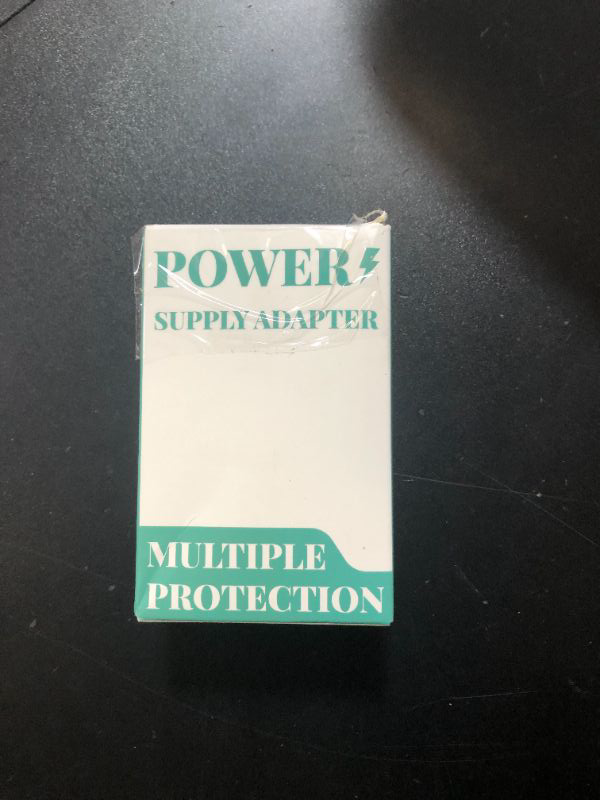 POWER
SUPPLY ADAPTER
MULTIPLE
PROTECTION